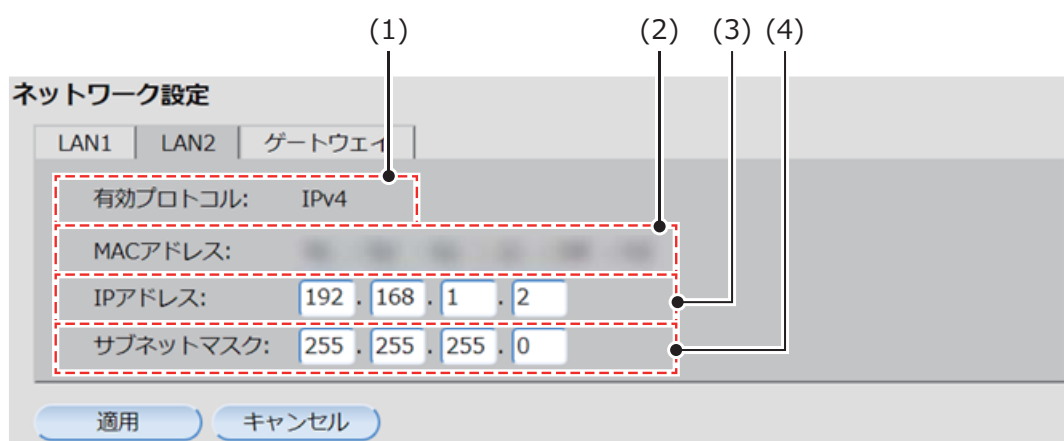 (1) (2) (3) (4)
ネットワーク設定
LAN1 LAN2 ゲートウェイ
有効プロトコル: IPv4
MACアドレス:
IPアドレス: 192 . 168 . 1 . 2
サブネットマスク: 255 . 255 . 255 . 0
適用 キャンセル